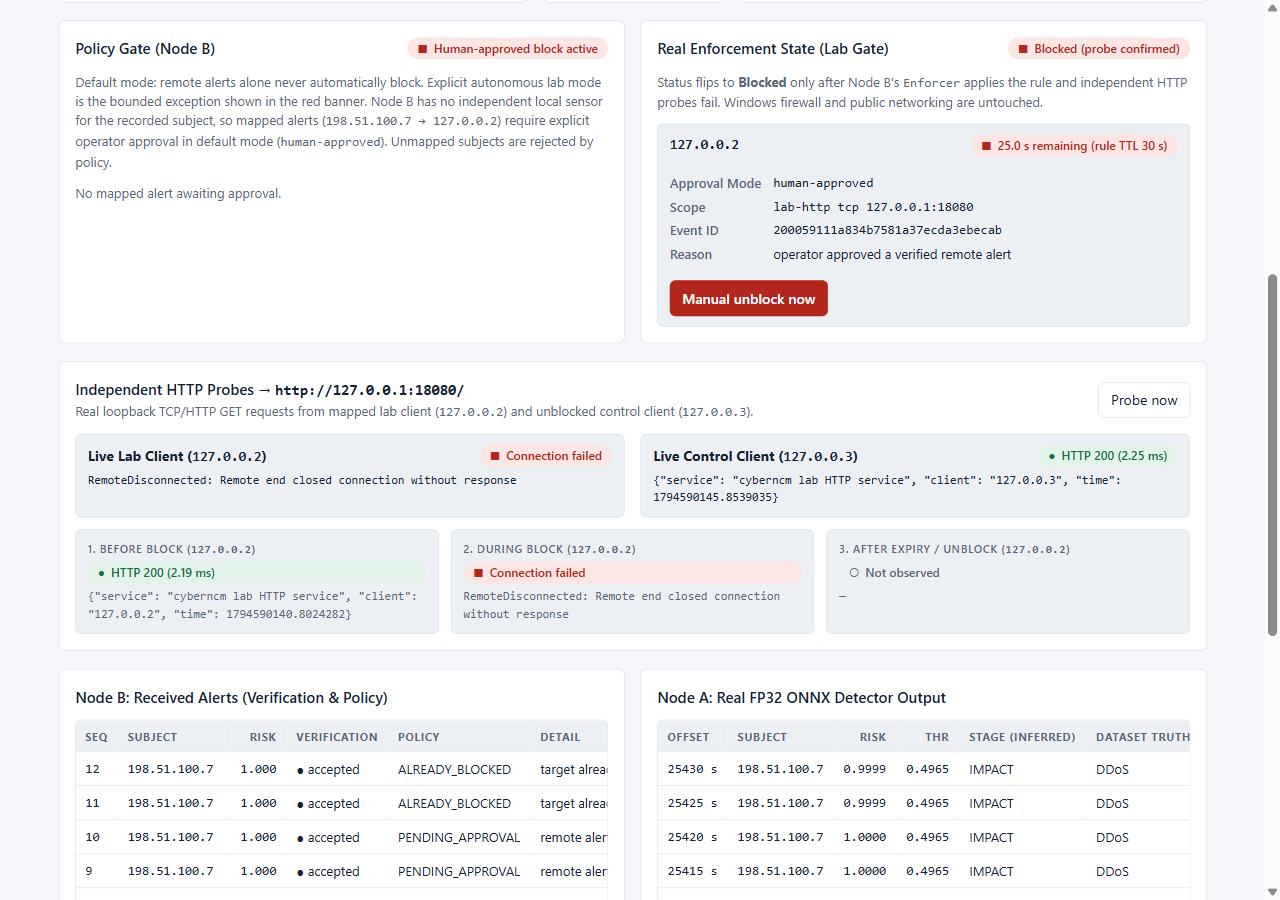 Policy Gate (Node B)
■ Human-approved block active
Default mode: remote alerts alone never automatically block. Explicit autonomous lab mode
is the bounded exception shown in the red banner. Node B has no independent local sensor
for the recorded subject, so mapped alerts (198.51.100.7 → 127.0.0.2) require explicit
operator approval in default mode (human-approved). Unmapped subjects are rejected by
policy.
No mapped alert awaiting approval.
Real Enforcement State (Lab Gate)
■ Blocked (probe confirmed)
Status flips to Blocked only after Node B's Enforcer applies the rule and independent HTTP
probes fail. Windows firewall and public networking are untouched.
127.0.0.2
■ 25.0 s remaining (rule TTL 30 s)
Approval Mode human-approved
Scope lab-http tcp 127.0.0.1:18080
Event ID 200059111a834b7581a37ecda3ebecab
Reason operator approved a verified remote alert
Manual unblock now
Independent HTTP Probes → http://127.0.0.1:18080/
Real loopback TCP/HTTP GET requests from mapped lab client (127.0.0.2) and unblocked control client (127.0.0.3).
Probe now
Live Lab Client (127.0.0.2)
■ Connection failed
RemoteDisconnected: Remote end closed connection without response
Live Control Client (127.0.0.3)
● HTTP 200 (2.25 ms)
{"service": "cyberncm lab HTTP service", "client": "127.0.0.3", "time":
1794590145.8539035}
1. BEFORE BLOCK (127.0.0.2)
● HTTP 200 (2.19 ms)
{"service": "cyberncm lab HTTP service", "client":
"127.0.0.2", "time": 1794590140.8024282}
2. DURING BLOCK (127.0.0.2)
■ Connection failed
RemoteDisconnected: Remote end closed connection
without response
3. AFTER EXPIRY / UNBLOCK (127.0.0.2)
○ Not observed
—
Node B: Received Alerts (Verification & Policy)
SEQ SUBJECT RISK VERIFICATION POLICY DETAIL
12 198.51.100.7 1.000 ● accepted ALREADY_BLOCKED target alrea
11 198.51.100.7 1.000 ● accepted ALREADY_BLOCKED target alrea
10 198.51.100.7 1.000 ● accepted PENDING_APPROVAL remote aler
9 198.51.100.7 1.000 ● accepted PENDING_APPROVAL remote aler
Node A: Real FP32 ONNX Detector Output
OFFSET SUBJECT RISK THR STAGE (INFERRED) DATASET TRUTH
25430 s 198.51.100.7 0.9999 0.4965 IMPACT DDoS
25425 s 198.51.100.7 0.9999 0.4965 IMPACT DDoS
25420 s 198.51.100.7 1.0000 0.4965 IMPACT DDoS
25415 s 198.51.100.7 1.0000 0.4965 IMPACT DDoS